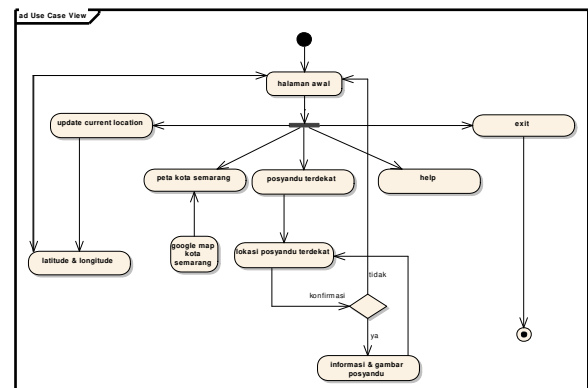 ad Use Case View
halaman awal
update current location
exit
peta kota semarang
posyandu terdekat
help
google map
kota
semarang
lokasi posyandu terdekat
latitude & longitude
tidak
konfirmasi
ya
informasi & gambar
posyandu